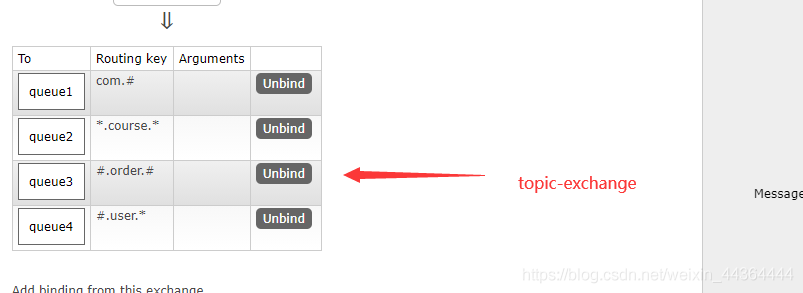 To Routing key Arguments
queue1 com.# Unbind
queue2 *.course.* Unbind
queue3 #.order.# Unbind
queue4 #.user.* Unbind
topic-exchange
Message
https://blog.csdn.net/weixin_44364444
Add binding from this exchange